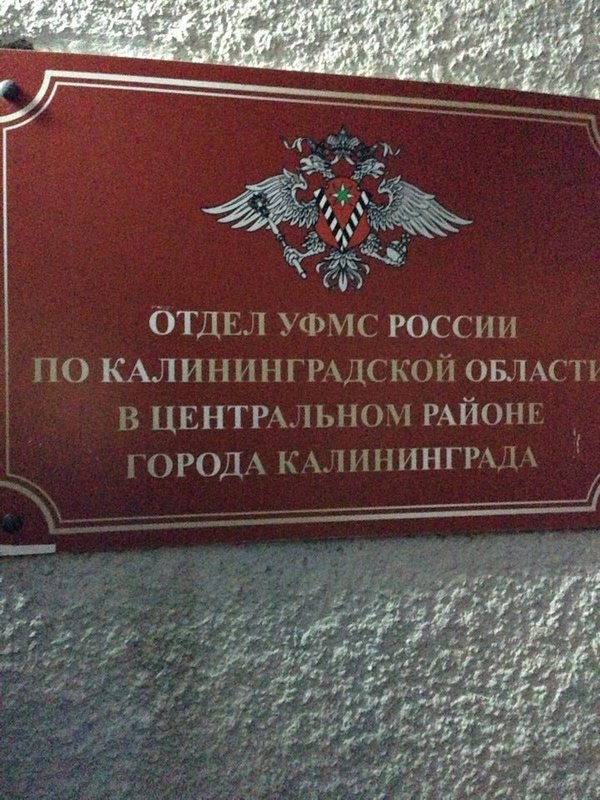 ОТДЕЛ УФМС РОССИИ
ПО КАЛИНИНГРАДСКОЙ ОБЛАСТИ
В ЦЕНТРАЛЬНОМ РАЙОНЕ
ГОРОДА КАЛИНИНГРАДА